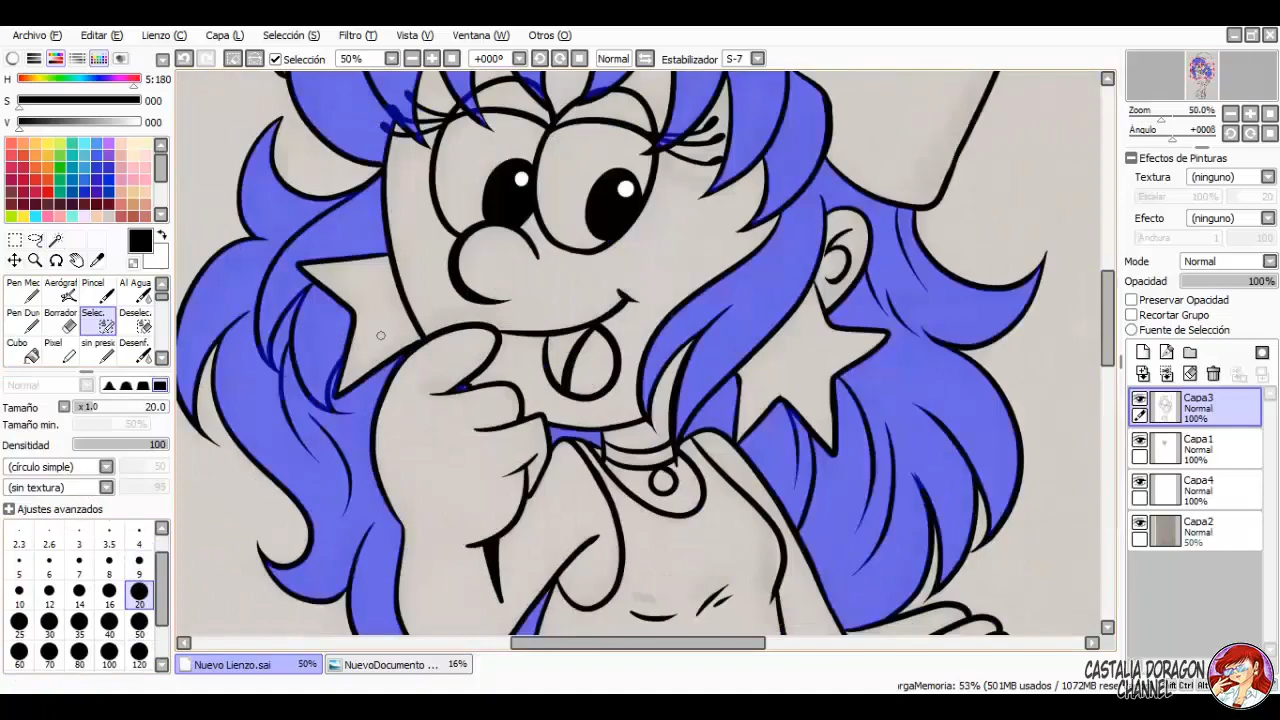 Archivo (F) Editar (E) Lienzo (C) Capa (L) Selección (S) Filtro (T) Vista (V) Ventana (W) Otros (O)
Selección 50% +000º Normal Estabilizador S-7
H 5:180
S 000
V 000
Zoom 50.0%
Ángulo +000ª
Efectos de Pinturas
Textura (ninguno)
Escalar 100% 20
Efecto (ninguno)
Anchura 1 100
Mode Normal
Opacidad 100%
Preservar Opacidad
Recortar Grupo
Fuente de Selección
Pen Mec Aerógraf Pincel Al Agua
Pen Dun Borrador Selec. Deselec.
Cubo Pixel sin presi Desenf.
Normal
Tamaño x 1.0 20.0
Tamaño min. 50%
Densidad 100
(círculo simple) 50
(sin textura) 95
Ajustes avanzados
2.3 2.6 3 3.5 4
5 6 7 8 9
10 12 14 16 20
25 30 35 40 50
60 70 80 100 120
Capa3
Normal
100%
Capa1
Normal
100%
Capa4
Normal
100%
Capa2
Normal
50%
Nuevo Lienzo.sai 50% NuevoDocumento ... 16%
argaMemoria: 53% (501MB usados / 1072MB rese
Ctrl Alt
CASTALIA DORAGON
CHANNEL